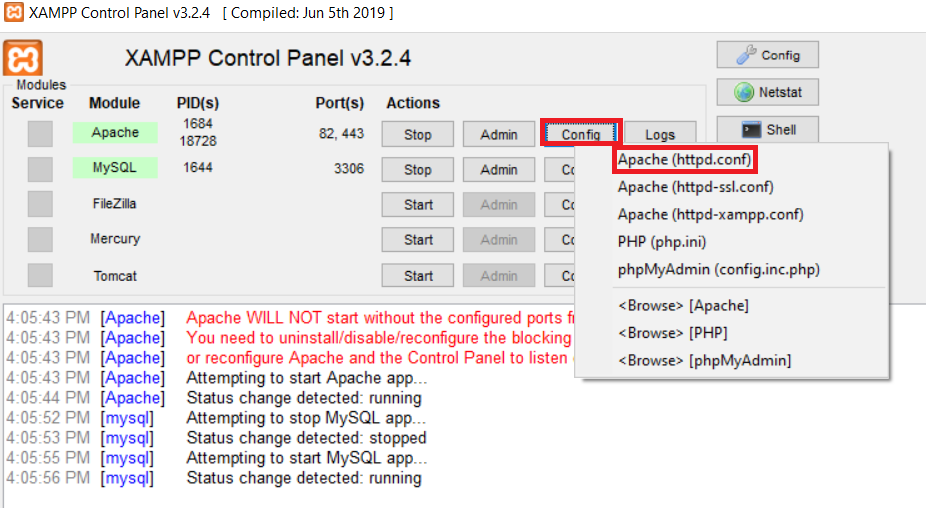 XAMPP Control Panel v3.2.4 [ Compiled: Jun 5th 2019 ]
XAMPP Control Panel v3.2.4
Config
Netstat
Shell
Modules
Service Module PID(s) Port(s) Actions
Apache 1684 18728 82, 443 Stop Admin Config Logs
MySQL 1644 3306 Stop Admin Co
FileZilla Start Admin Co
Mercury Start Admin Co
Tomcat Start Admin Co
Apache (httpd.conf)
Apache (httpd-ssl.conf)
Apache (httpd-xampp.conf)
PHP (php.ini)
phpMyAdmin (config.inc.php)
<Browse> [Apache]
<Browse> [PHP]
<Browse> [phpMyAdmin]
4:05:43 PM [Apache] Apache WILL NOT start without the configured ports
4:05:43 PM [Apache] You need to uninstall/disable/reconfigure the blocking
4:05:43 PM [Apache] or reconfigure Apache and the Control Panel to listen
4:05:43 PM [Apache] Attempting to start Apache app...
4:05:44 PM [Apache] Status change detected: running
4:05:52 PM [mysql] Attempting to stop MySQL app...
4:05:53 PM [mysql] Status change detected: stopped
4:05:55 PM [mysql] Attempting to start MySQL app...
4:05:56 PM [mysql] Status change detected: running